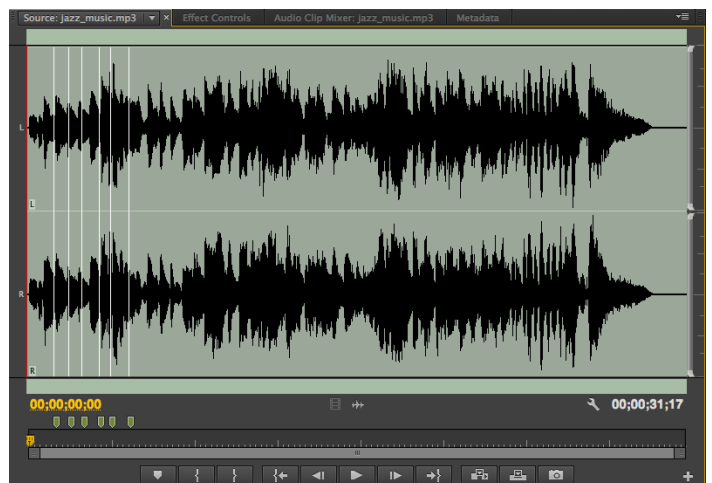 Source: jazz_music.mp3 Effect Controls Audio Clip Mixer: jazz_music.mp3 Metadata
L
L
R
R
00;00;00;00 00;00;31;17